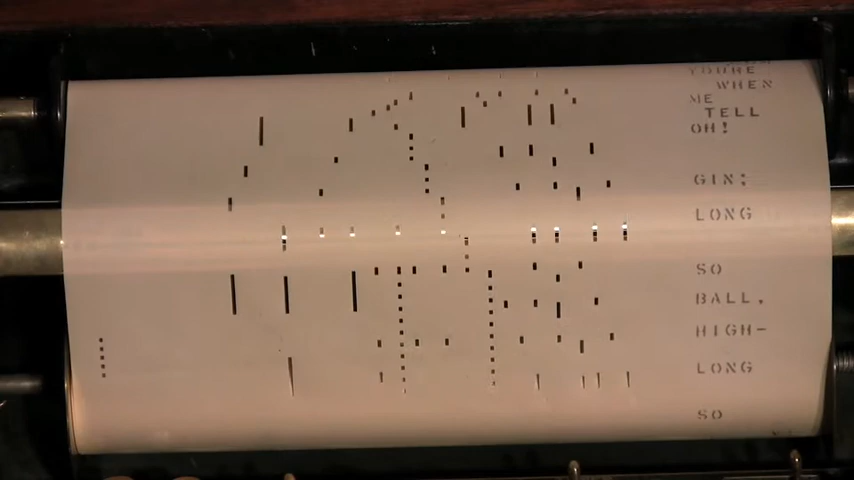 YOU'RE
WHEN
ME
TELL
OH!
GIN:
LONG
SO
BALL.
HIGH-
LONG
SO